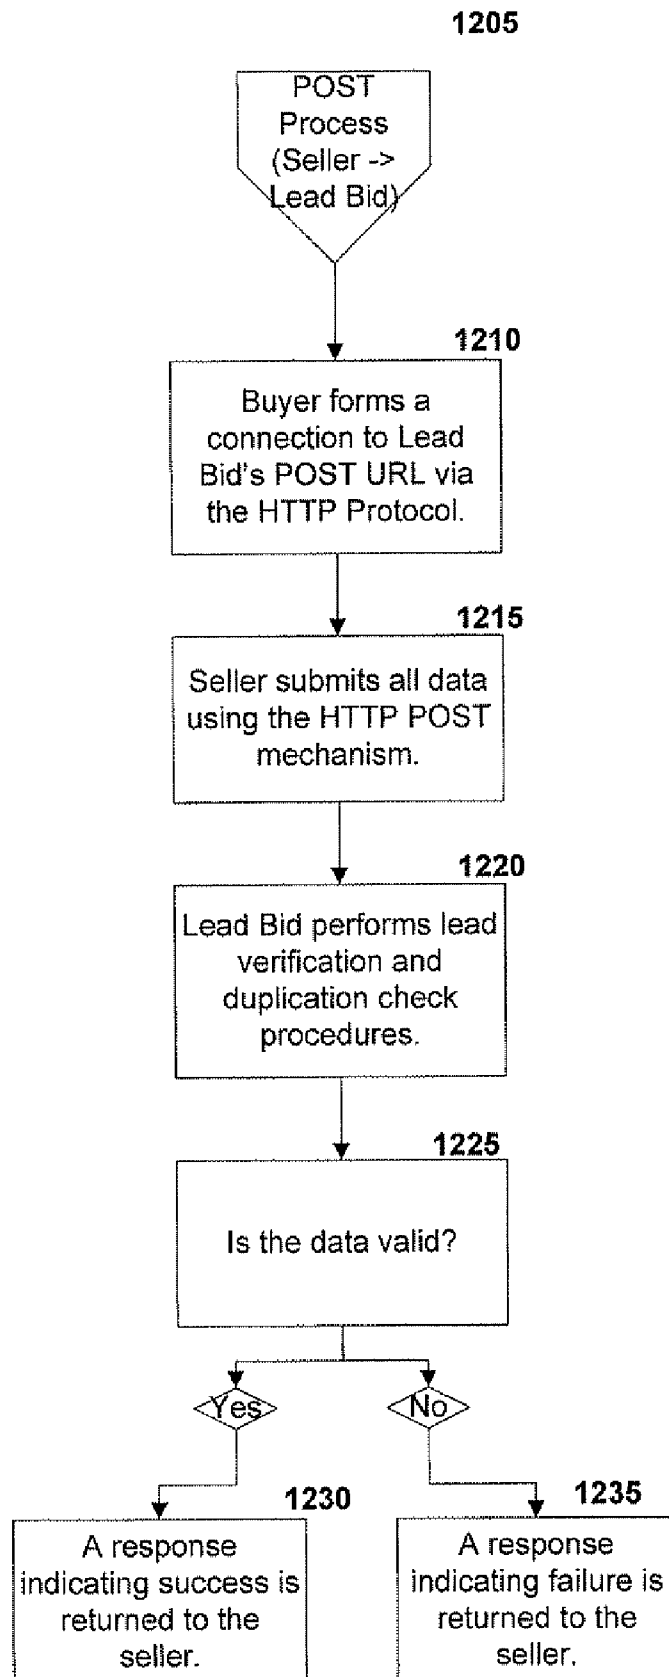 1205
POST
Process
(Seller ->
Lead Bid)
1210
Buyer forms a
connection to Lead
Bid's POST URL via
the HTTP Protocol.
1215
Seller submits all data
using the HTTP POST
mechanism.
1220
Lead Bid performs lead
verification and
duplication check
procedures.
1225
Is the data valid?
Yes
No
1230
A response
indicating success is
returned to the
seller.
1235
A response
indicating failure is
returned to the
seller.